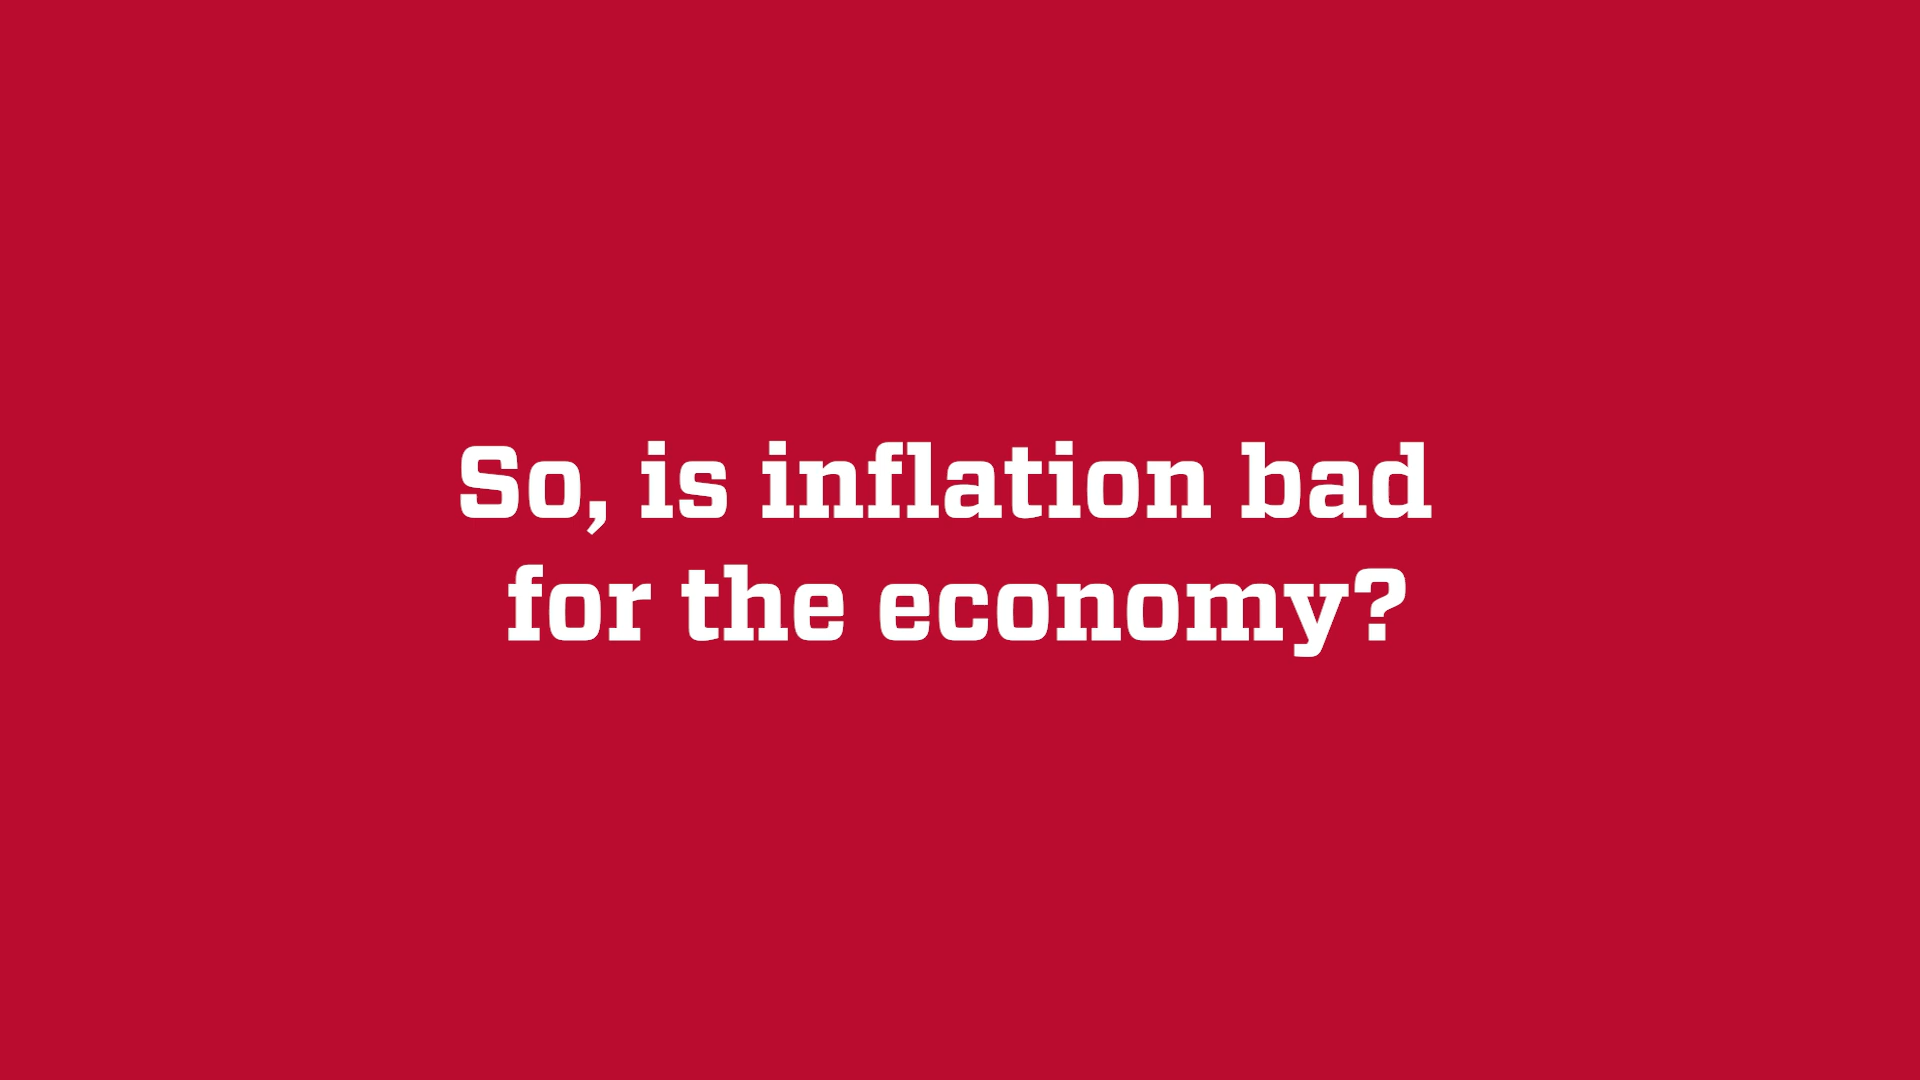 So, is inflation bad
for the economy?